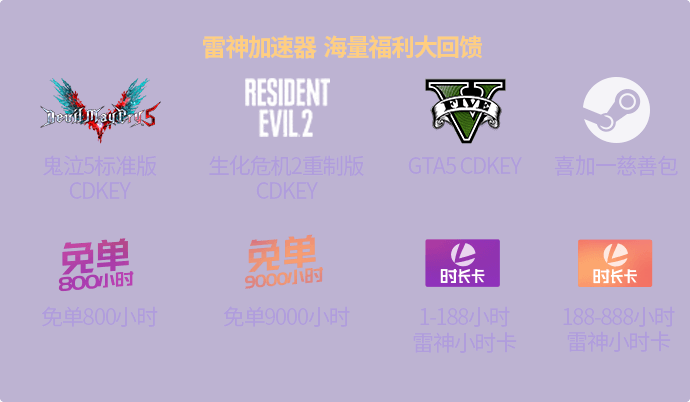 雷神加速器 海量福利大回馈
Devil May Cry 5
RESIDENT
EVIL 2
FIVE
V
鬼泣5标准版
CDKEY
生化危机2重制版
CDKEY
GTA5 CDKEY
喜加一慈善包
免单
800小时
免单
9000小时
时长卡
时长卡
免单800小时
免单9000小时
1-188小时
雷神小时卡
188-888小时
雷神小时卡